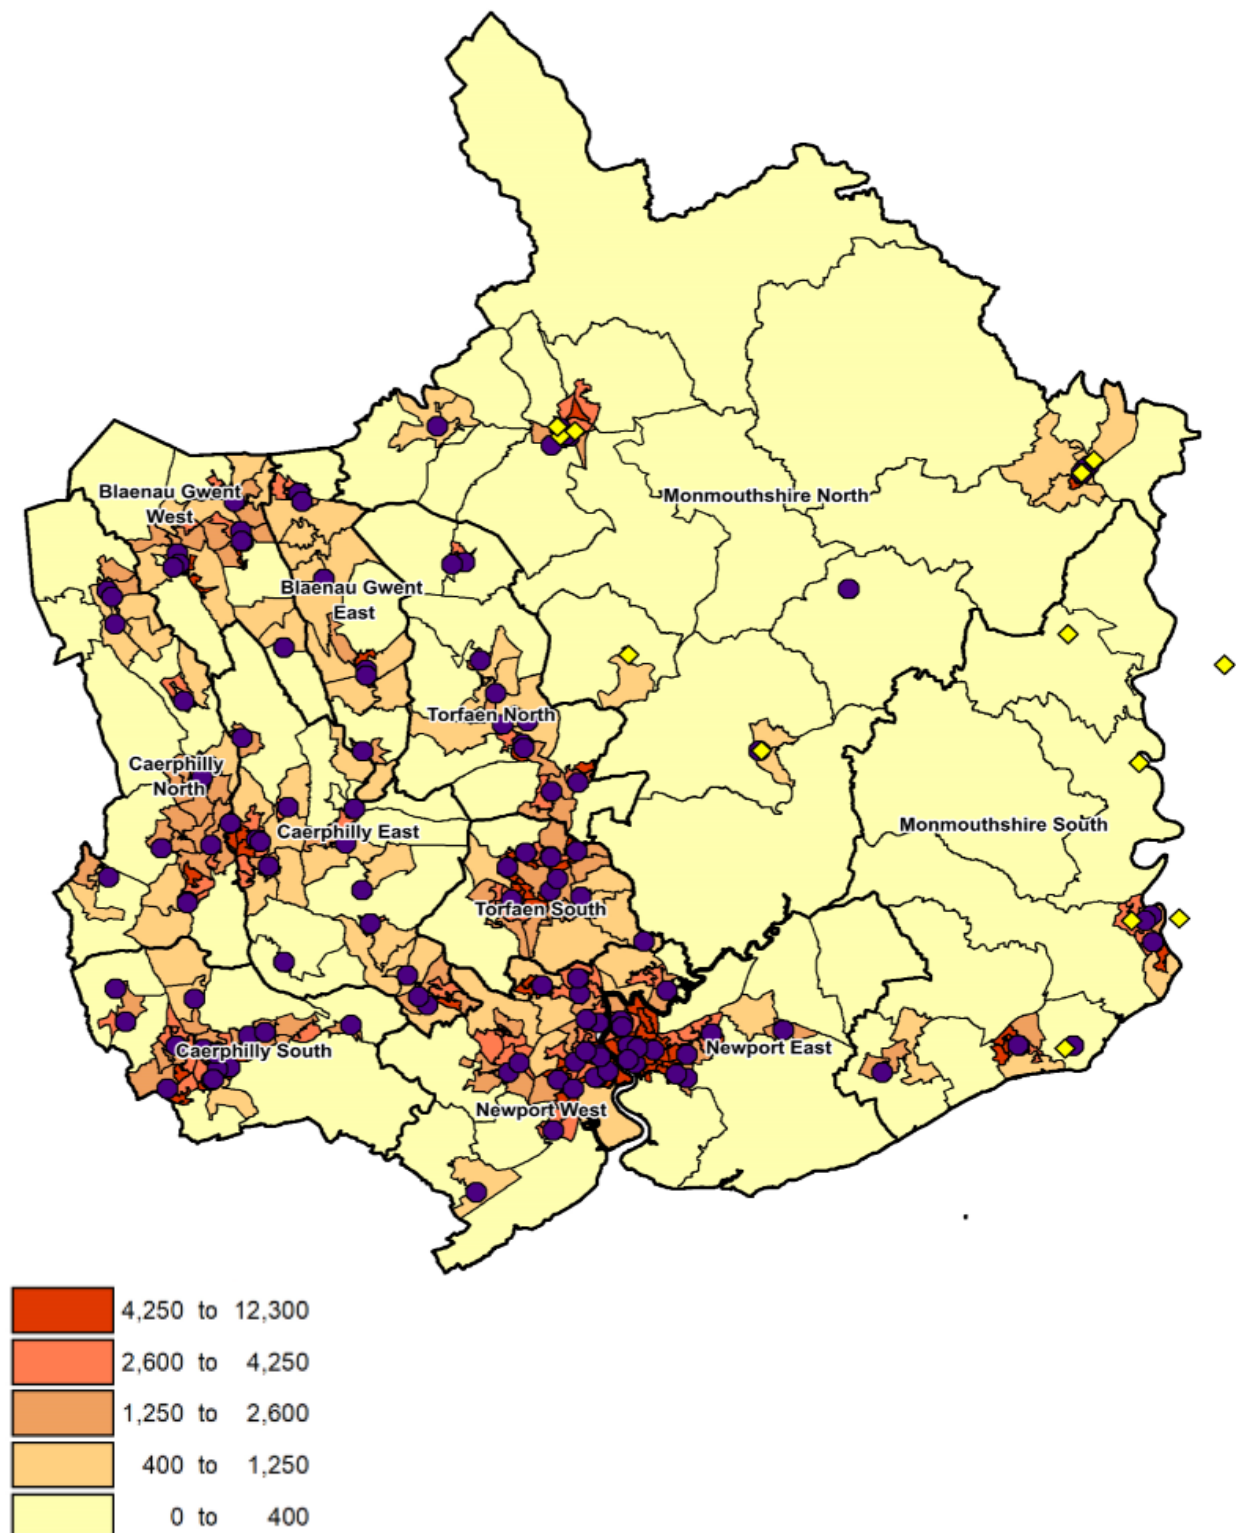 Blaenau Gwent
West
Monmouthshire North
Blaenau Gwent
East
Torfaen North
Caerphilly
North
Caerphilly East
Monmouthshire South
Torfaen South
Caerphilly South
Newport East
Newport West
4,250 to 12,300
2,600 to 4,250
1,250 to 2,600
400 to 1,250
0 to 400